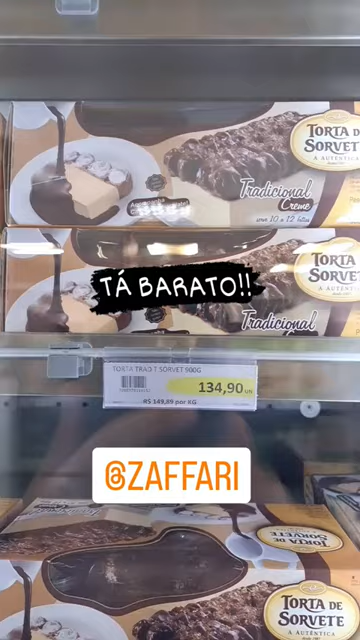 TORTA DE
SORVETE
A AUTÊNTICA
Tradicional
Creme
serve 10 a 12 fatias
TORTA
SORVETE
Tradicional
TÁ BARATO!!
TORTA TRAD T SORVET 900G
134,90 UN
R$ 149,89 por KG
@ZAFFARI
TORTA DE
SORVETE
A AUTÊNTICA
TORTA DE
SORVETE
A AUTÊNTICA